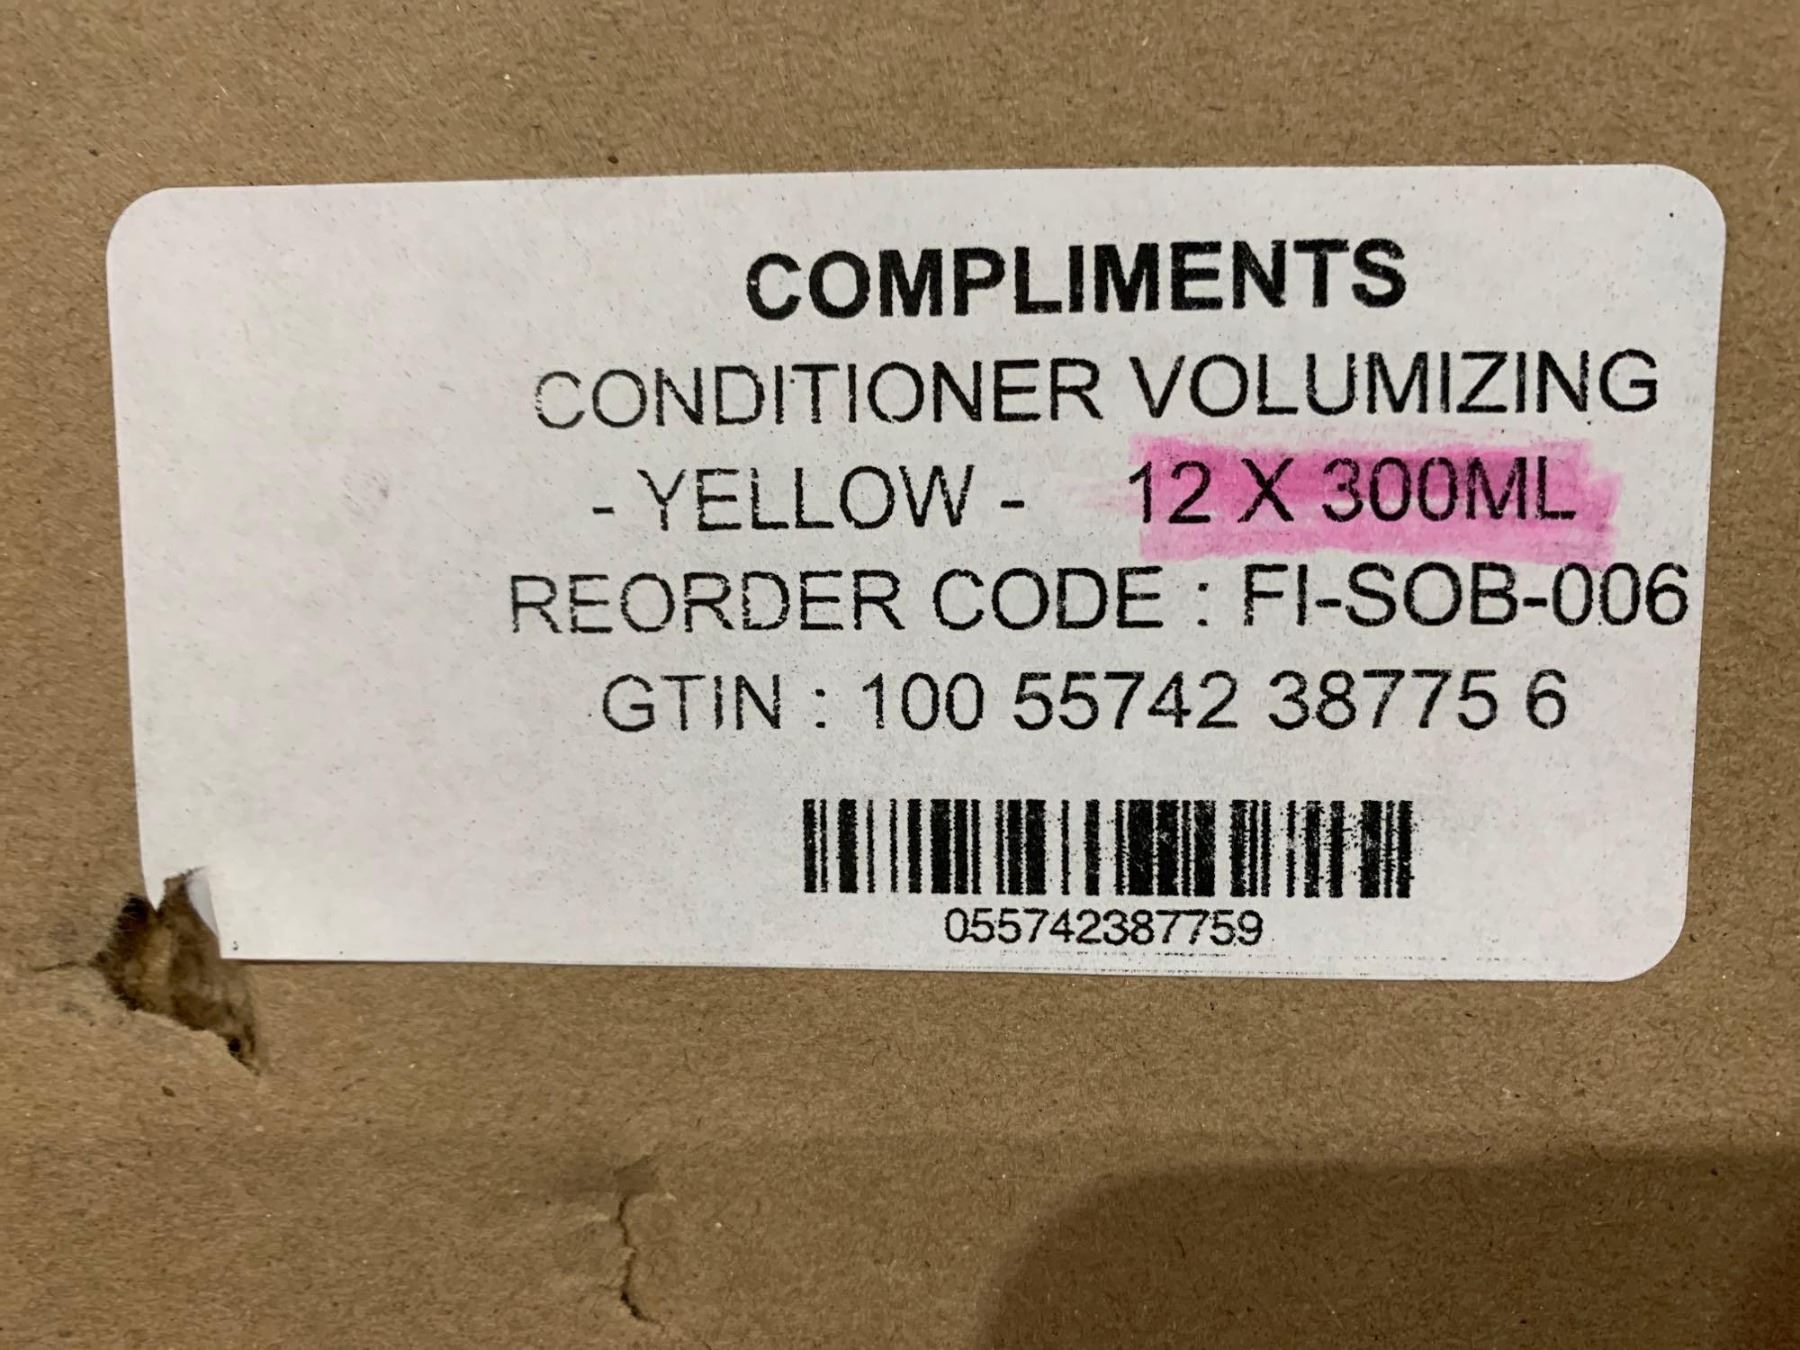 COMPLIMENTS
CONDITIONER VOLUMIZING
- YELLOW - 12 X 300ML
REORDER CODE : FI-SOB-006
GTIN : 100 55742 38775 6
055742387759